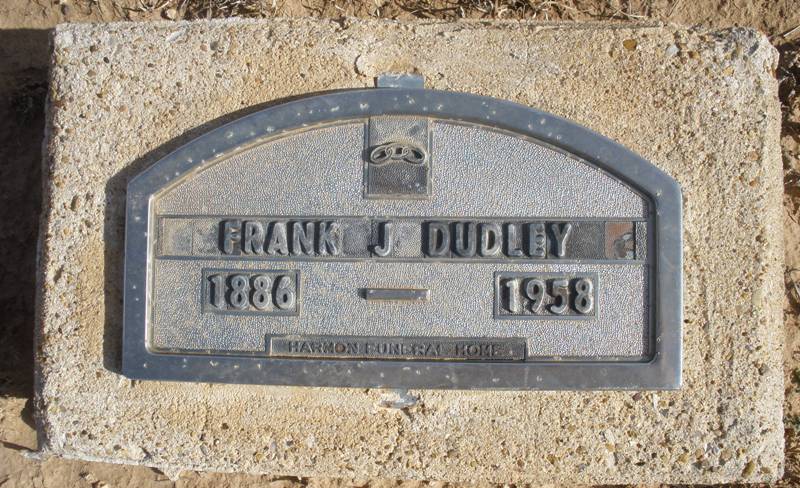 FRANK J DUDLEY
1886 — 1958
HARMON FUNERAL HOME